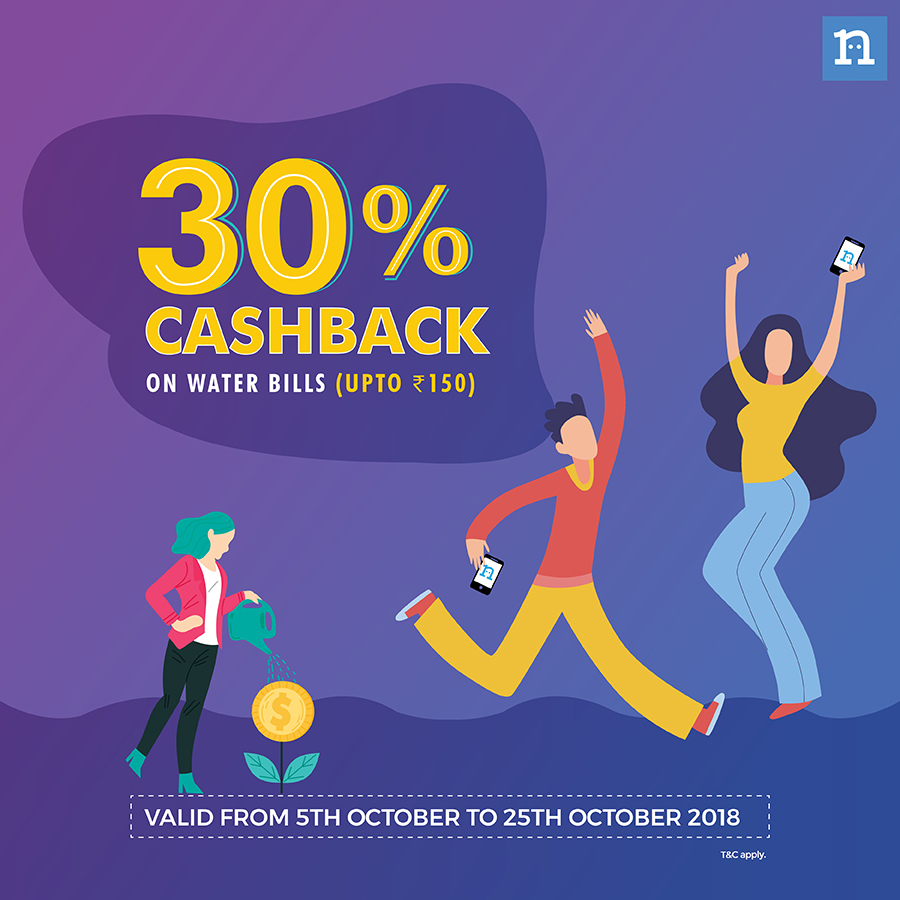 n
30%
CASHBACK
ON WATER BILLS (UPTO ₹150)
n
n
$
VALID FROM 5TH OCTOBER TO 25TH OCTOBER 2018
T&C apply.